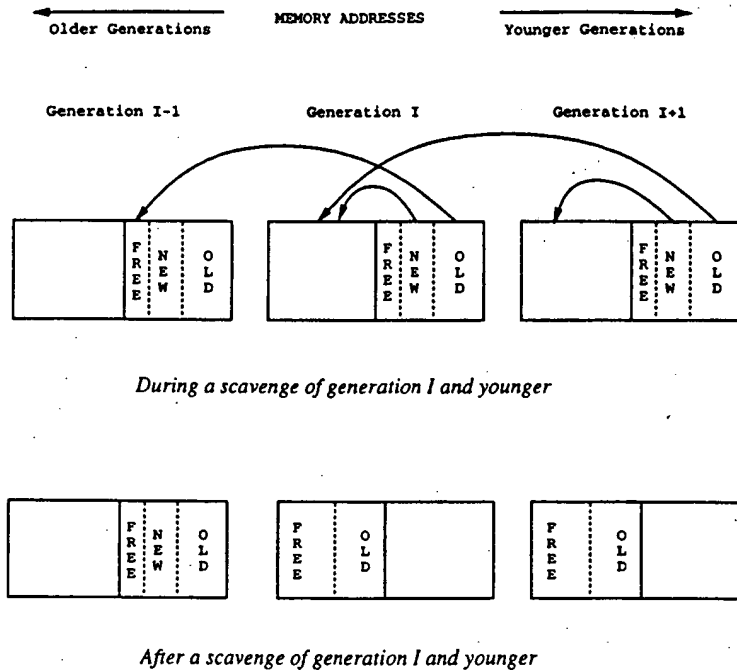 MEMORY ADDRESSES
Older Generations
Younger Generations
Generation I-1
Generation I
Generation I+1
FREE
NEW
OLD
FREE
NEW
OLD
FREE
NEW
OLD
During a scavenge of generation I and younger
FREE
NEW
OLD
FREE
OLD
FREE
OLD
After a scavenge of generation I and younger